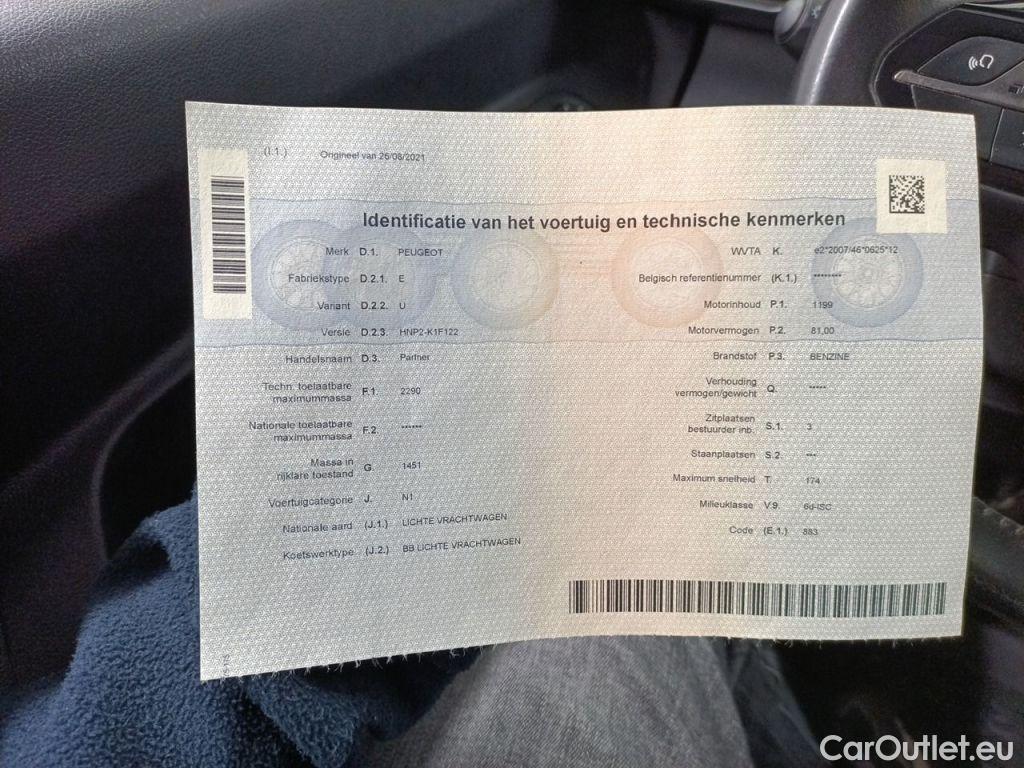 (I.1.) Origineel van 26/08/2021
Identificatie van het voertuig en technische kenmerken
Merk D.1. PEUGEOT
Fabriekstype D.2.1. E
Variant D.2.2. U
Versie D.2.3. HNP2-K1F122
Handelsnaam D.3. Partner
Techn. toelaatbare
maximummassa F.1. 2290
Nationale toelaatbare
maximummassa F.2. ******
Massa in
rijklare toestand G. 1451
Voertuigcategorie J. N1
Nationale aard (J.1.) LICHTE VRACHTWAGEN
Koetswerktype (J.2.) BB LICHTE VRACHTWAGEN
WVTA K. e2*2007/46*0625*12
Belgisch referentienummer (K.1.) ********
Motorinhoud P.1. 1199
Motorvermogen P.2. 81,00
Brandstof P.3. BENZINE
Verhouding
vermogen/gewicht Q. *****
Zitplaatsen
bestuurder inb. S.1. 3
Staanplaatsen S.2. ***
Maximum snelheid T. 174
Milieuklasse V.9. 6d-ISC
Code (E.1.) 883
CarOutlet.eu